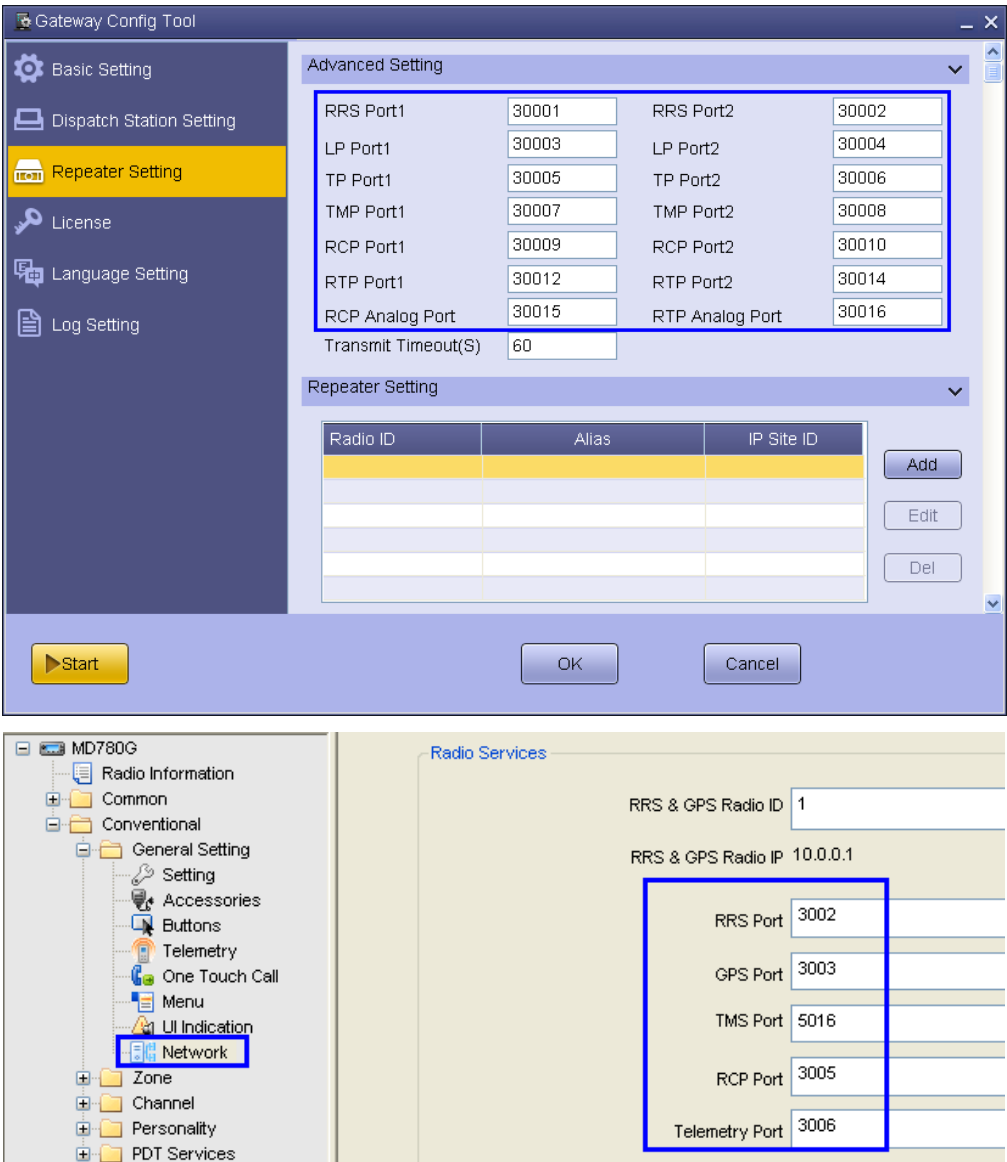 Gateway Config Tool
Basic Setting
Dispatch Station Setting
Repeater Setting
License
Language Setting
Log Setting
Advanced Setting
RRS Port1 30001 RRS Port2 30002
LP Port1 30003 LP Port2 30004
TP Port1 30005 TP Port2 30006
TMP Port1 30007 TMP Port2 30008
RCP Port1 30009 RCP Port2 30010
RTP Port1 30012 RTP Port2 30014
RCP Analog Port 30015 RTP Analog Port 30016
Transmit Timeout(S) 60
Repeater Setting
Radio ID Alias IP Site ID
Add
Edit
Del
Start OK Cancel
MD780G
Radio Information
Common
Conventional
General Setting
Setting
Accessories
Buttons
Telemetry
One Touch Call
Menu
UI Indication
Network
Zone
Channel
Personality
PDT Services
Radio Services
RRS & GPS Radio ID 1
RRS & GPS Radio IP 10.0.0.1
RRS Port 3002
GPS Port 3003
TMS Port 5016
RCP Port 3005
Telemetry Port 3006